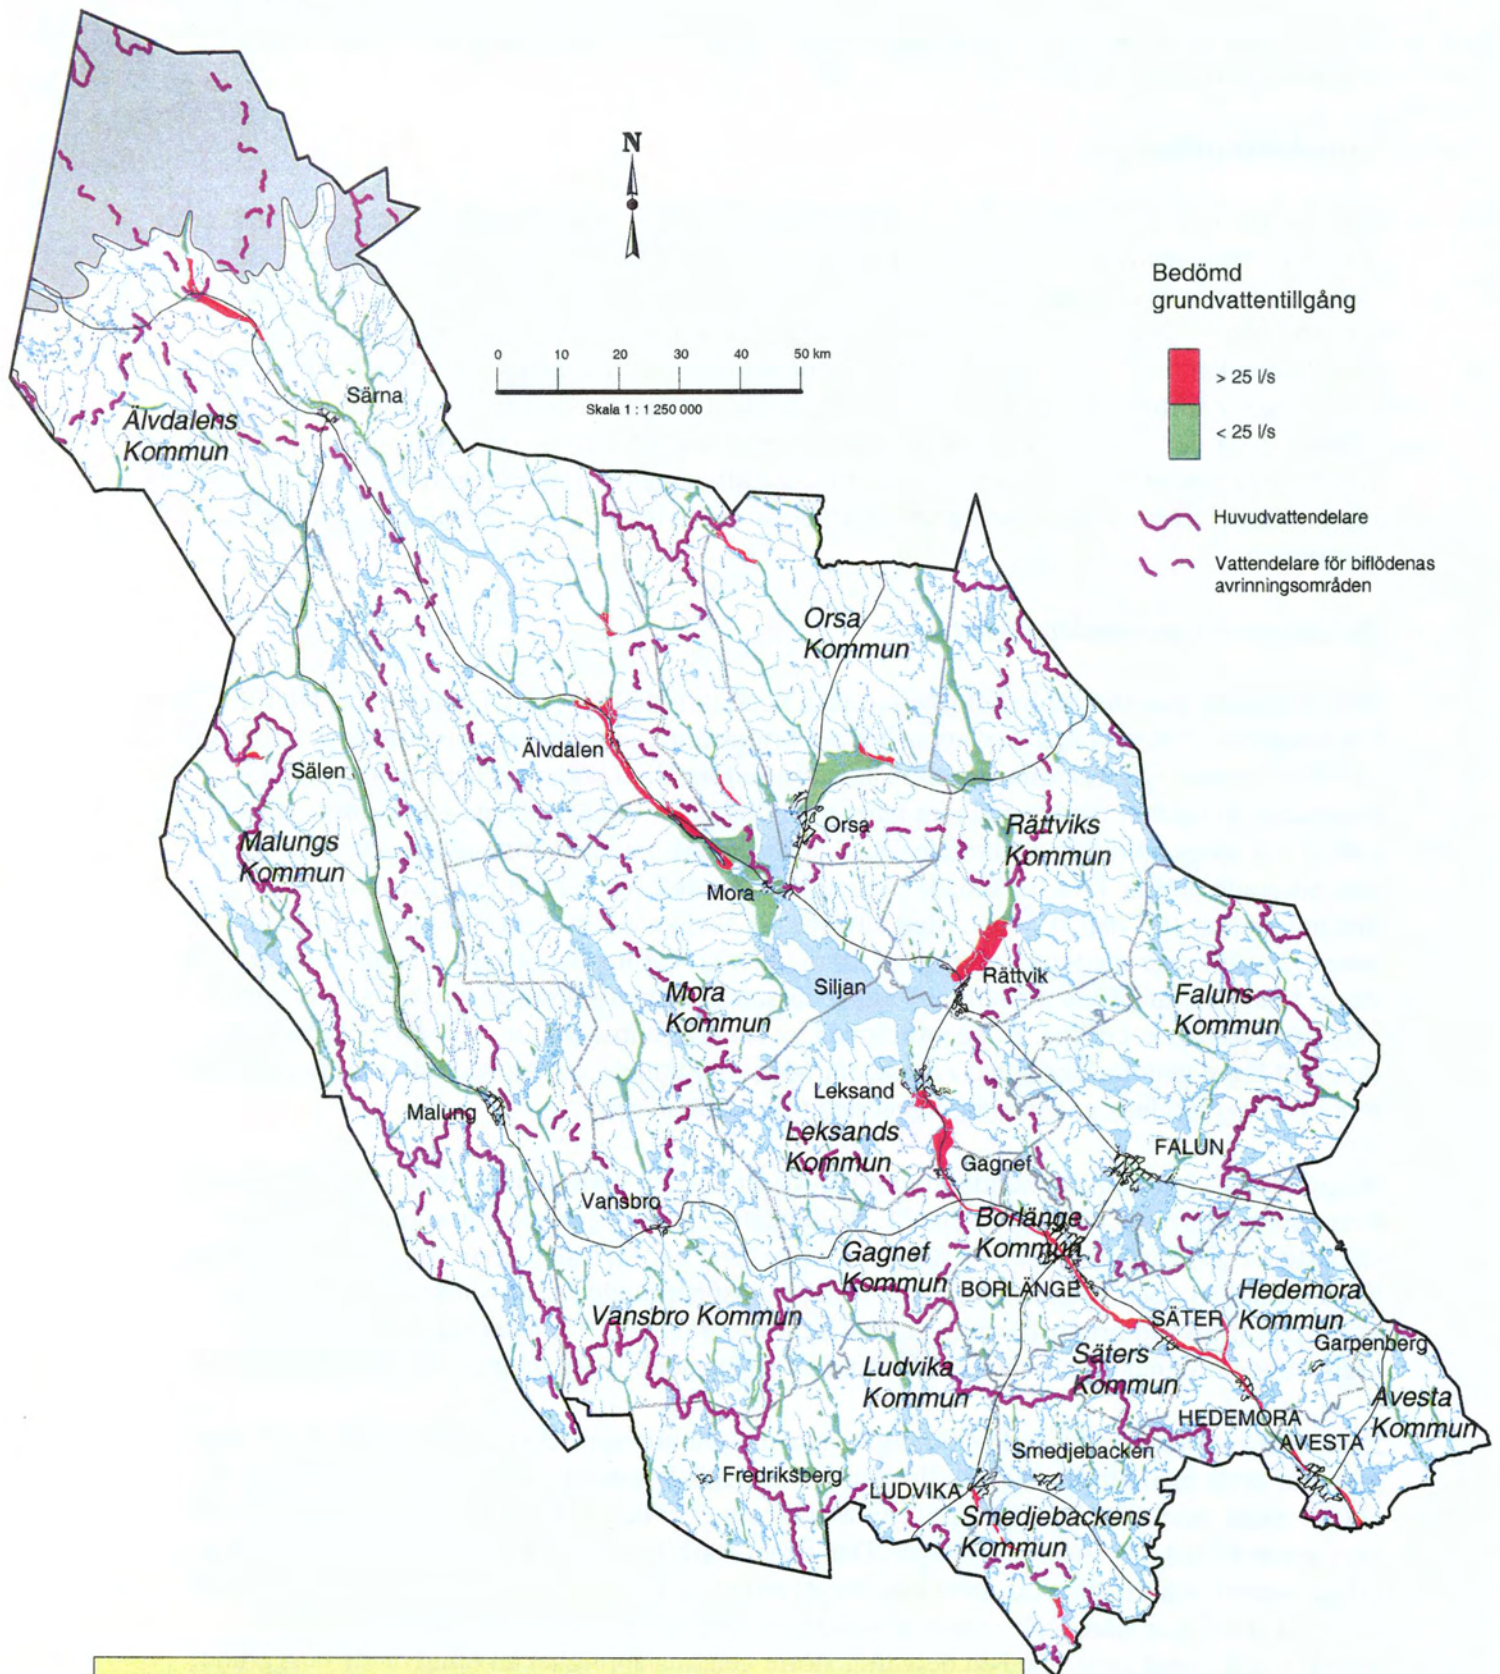 N
Bedömd
grundvattentillgång
0 10 20 30 40 50 km
Skala 1 : 1 250 000
> 25 l/s
< 25 l/s
Huvudvattendelare
Vattendelare för biflödenas
avrinningsområden
Särna
Älvdalens
Kommun
Orsa
Kommun
Älvdalen
Sälen
Orsa
Rättviks
Kommun
Malungs
Kommun
Mora
Rättvik
Siljan
Mora
Kommun
Faluns
Kommun
Leksand
Malung
Leksands
Kommun
FALUN
Gagnef
Vansbro
Borlänge
Kommun
Gagnef
Kommun
BORLÄNGE
Hedemora
Kommun
Vansbro Kommun
SÄTER
Garpenberg
Säters
Kommun
Ludvika
Kommun
Avesta
Kommun
HEDEMORA
AVESTA
Smedjebacken
Fredriksberg
LUDVIKA
Smedjebackens
Kommun